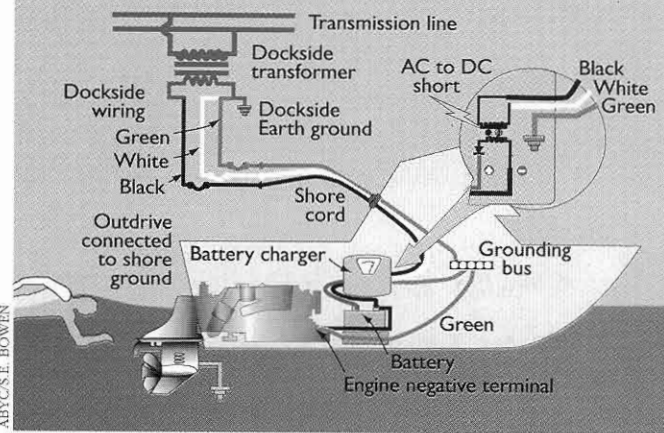 Transmission line
Dockside
transformer
AC to DC
short
Black
White
Green
Dockside
wiring
Dockside
Earth ground
Green
White
Black
Shore
cord
Outdrive
connected
to shore
ground
Battery charger
Grounding
bus
Green
Battery
Engine negative terminal
ABYC/S.E. BOWEN